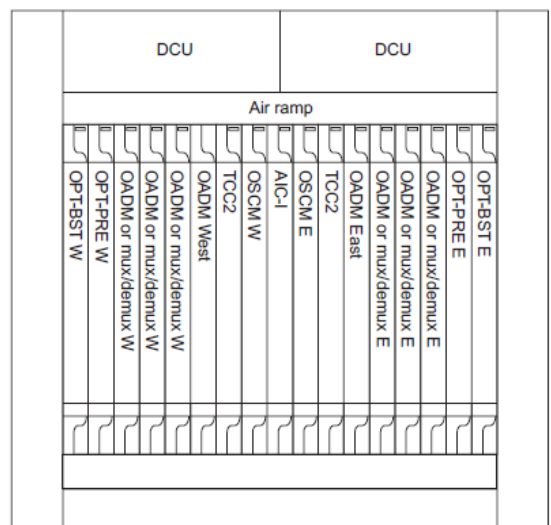 DCU
DCU
Air ramp
OPT-BST W
OPT-PRE W
OADM or mux/demux W
OADM or mux/demux W
OADM or mux/demux W
OADM West
TCC2
OSCM W
AIC-I
OSCM E
TCC2
OADM East
OADM or mux/demux E
OADM or mux/demux E
OADM or mux/demux E
OPT-PRE E
OPT-BST E